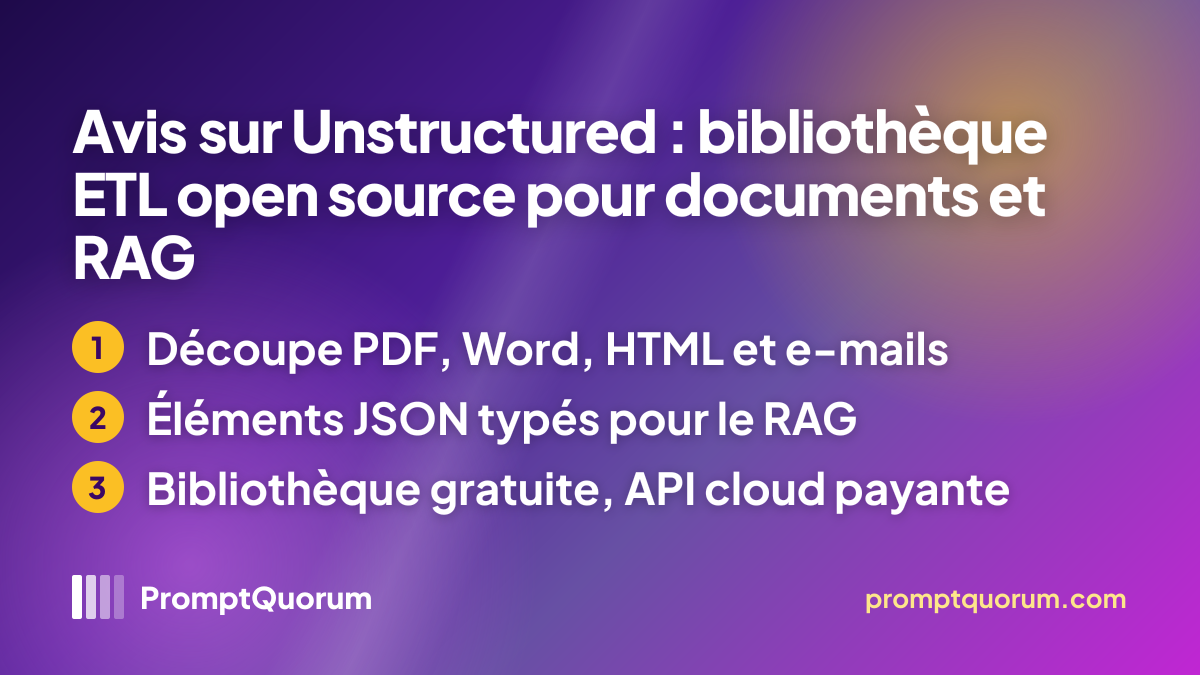 Avis sur Unstructured : bibliothèque
ETL open source pour documents et
RAG
1 Découpe PDF, Word, HTML et e-mails
2 Éléments JSON typés pour le RAG
3 Bibliothèque gratuite, API cloud payante
PromptQuorum
promptquorum.com